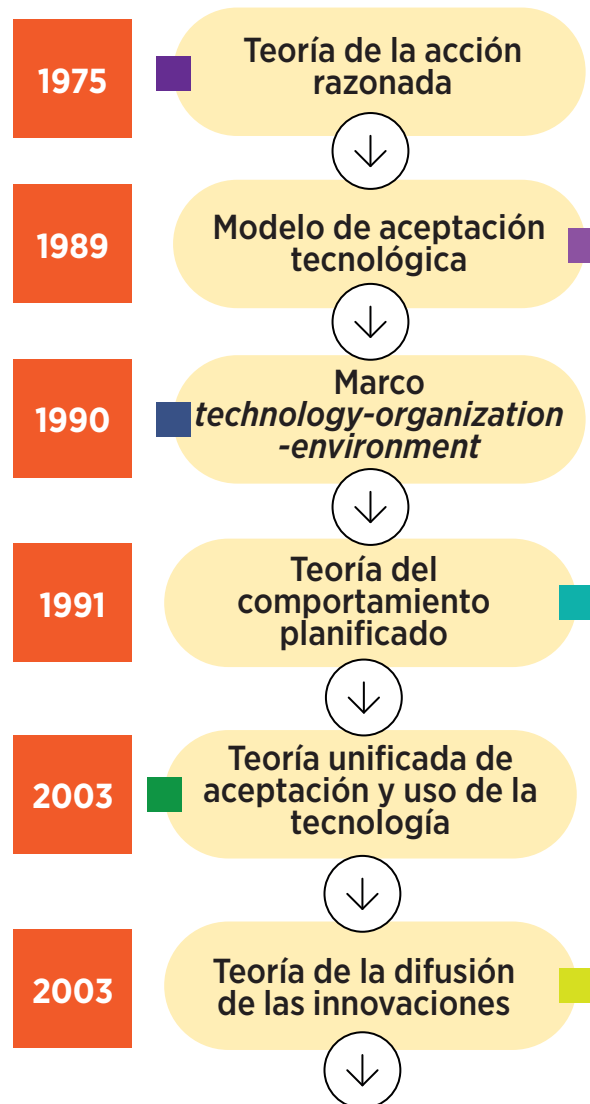 1975
Teoría de la acción
razonada
1989
Modelo de aceptación
tecnológica
1990
Marco
technology-organization
-environment
1991
Teoría del
comportamiento
planificado
2003
Teoría unificada de
aceptación y uso de la
tecnología
2003
Teoría de la difusión
de las innovaciones